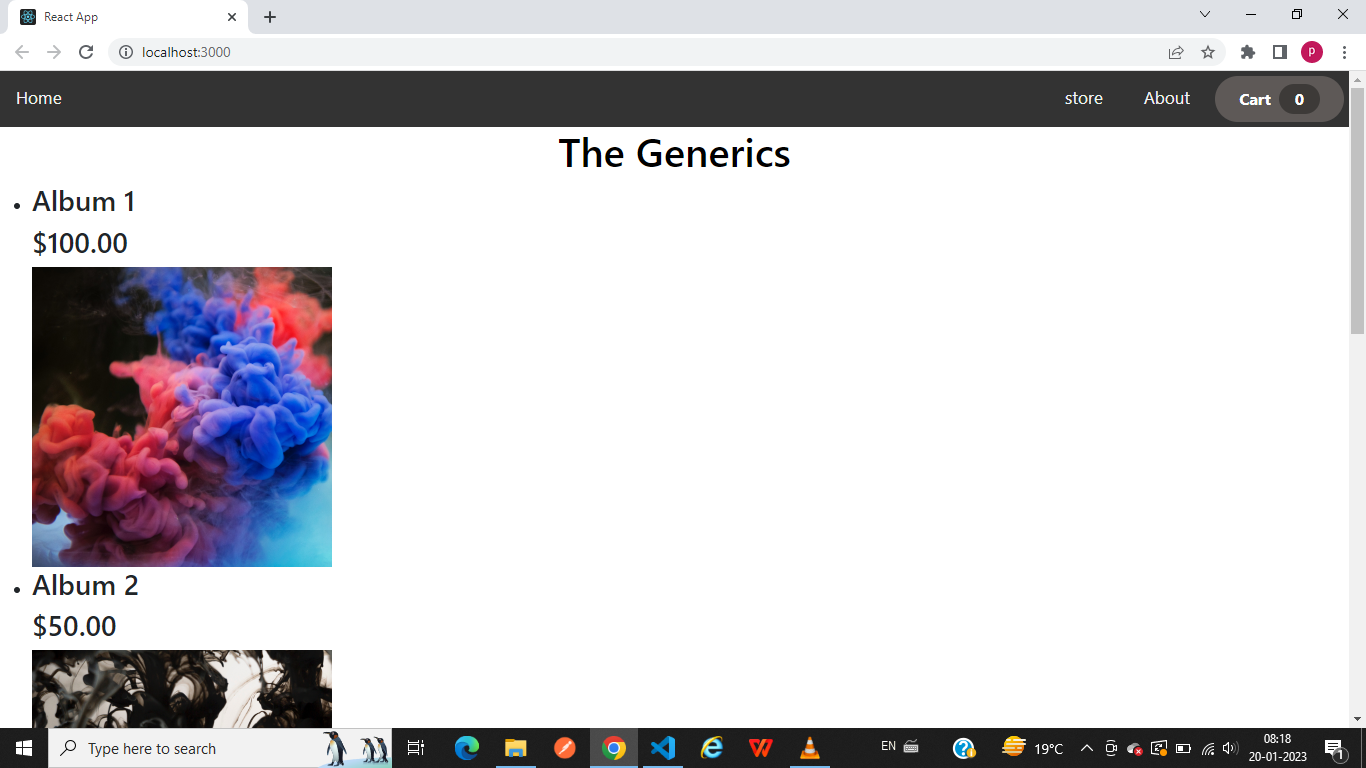 React App
localhost:3000
P
Home
store
About
Cart 0
The Generics
Album 1
$100.00
Album 2
$50.00
Type here to search
EN
19°C
08:18
20-01-2023
1